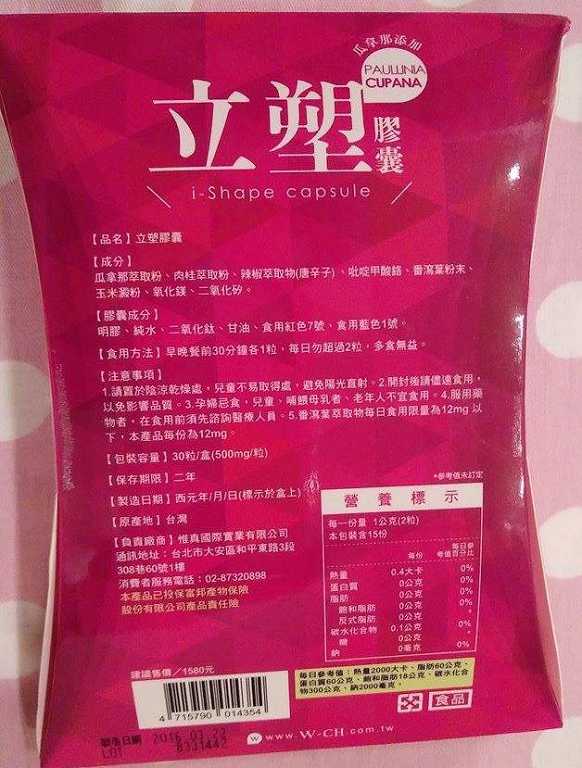 瓜拿那添加
PAULLINIA
CUPANA
立塑膠囊
i-Shape capsule
【品名】立塑膠囊
【成分】
瓜拿那萃取粉、肉桂萃取粉、辣椒萃取物(唐辛子)、吡啶甲酸鉻、番瀉葉粉末、
玉米澱粉、氧化鎂、二氧化矽。
【膠囊成分】
明膠、純水、二氧化鈦、甘油、食用紅色7號、食用藍色1號。
【食用方法】早晚餐前30分鐘各1粒,每日勿超過2粒,多食無益。
【注意事項】
1.請置於陰涼乾燥處,兒童不易取得處,避免陽光直射。2.開封後請儘速食用,
以免影響品質。3.孕婦忌食,兒童、哺餵母乳者、老年人不宜食用。4.服用藥
物者,在食用前須先諮詢醫療人員。5.番瀉葉萃取物每日食用限量為12mg 以
下,本產品每份為12mg。
【包裝容量】30粒/盒(500mg/粒)
【保存期限】二年
【製造日期】西元年/月/日(標示於盒上)
【原產地】台灣
【負責廠商】惟真國際實業有限公司
通訊地址:台北市大安區和平東路3段
308巷60號1樓
消費者服務電話:02-87320898
本產品已投保富邦產物保險
股份有限公司產品責任險
*參考值未訂定
營養標示
每一份量 1公克(2粒)
本包裝含15份
每份 每日參考值百分比
熱量 0.4大卡 0%
蛋白質 0公克 0%
脂肪 0公克 0%
飽和脂肪 0公克 0%
反式脂肪 0公克 *
碳水化合物 0.1公克 0%
糖 0公克 *
鈉 0毫克 0%
每日參考值:熱量2000大卡、脂肪60公克、
蛋白質60公克、飽和脂肪18公克、碳水化合
物300公克、鈉2000毫克。
建議售價/1580元
4 715790 014354
食品
W www.W-CH.com.tw